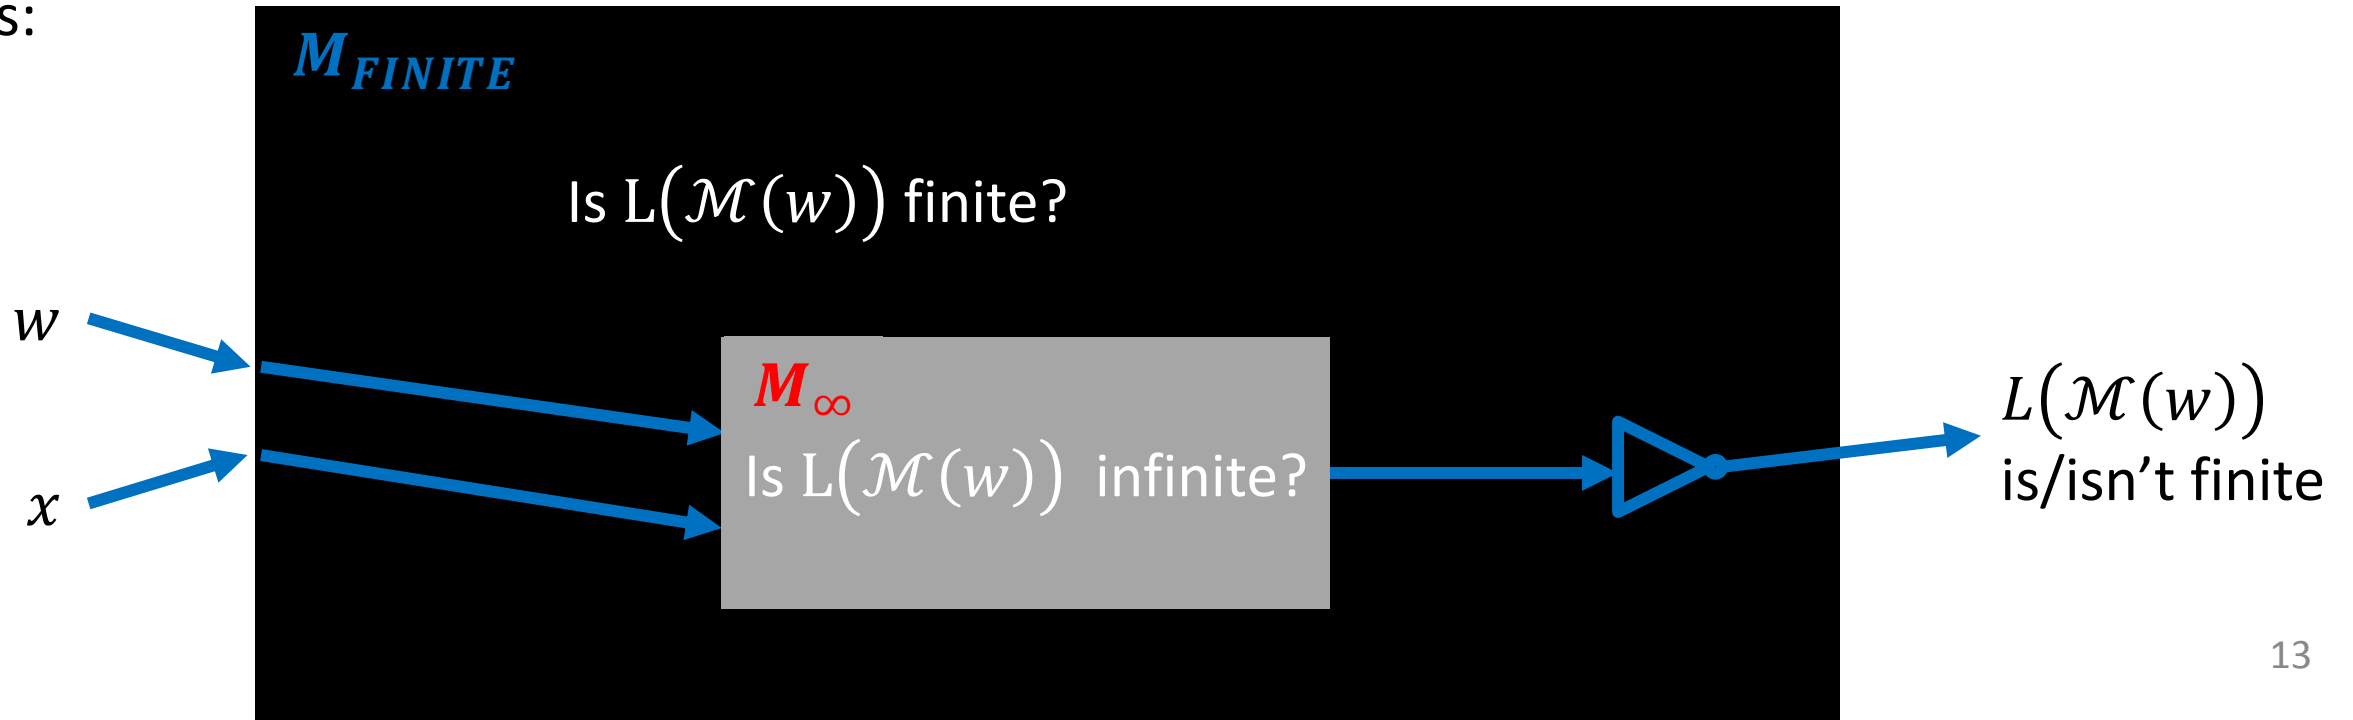 s:
M_FINITE
Is L(ℳ(w)) finite?
w
M_∞
Is L(ℳ(w)) infinite?
L(ℳ(w))
is/isn’t finite
x
13